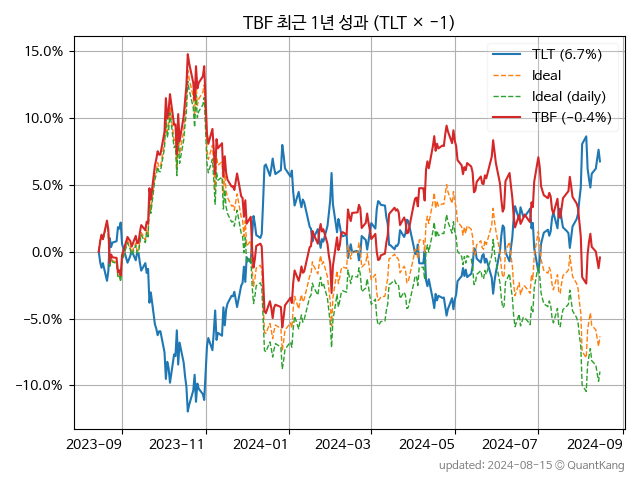 TBF 최근 1년 성과 (TLT × −1)
TLT (6.7%)
Ideal
Ideal (daily)
TBF (−0.4%)
15.0%
10.0%
5.0%
0.0%
−5.0%
−10.0%
2023-09 2023-11 2024-01 2024-03 2024-05 2024-07 2024-09
updated: 2024-08-15 © QuantKang